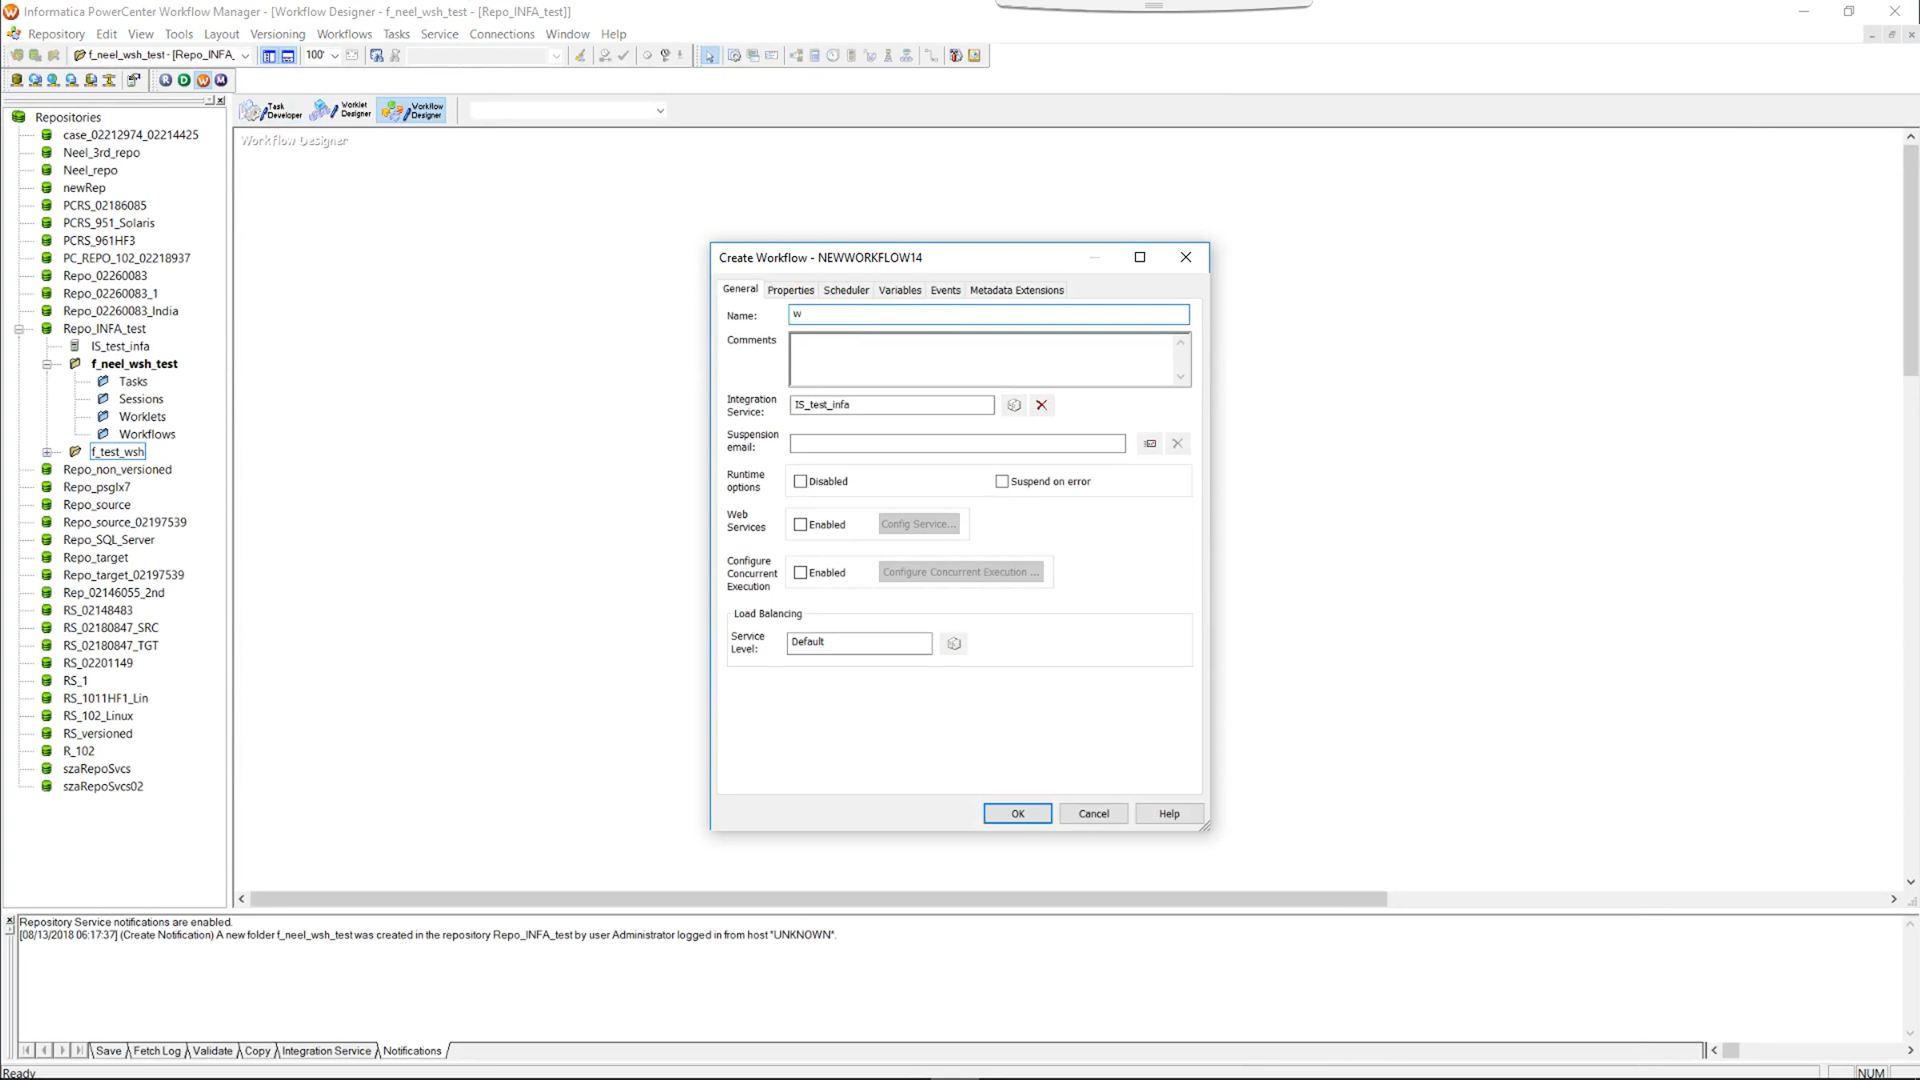 Informatica PowerCenter Workflow Manager - [Workflow Designer - f_neel_wsh_test - [Repo_INFA_test]]
Repository Edit View Tools Layout Versioning Workflows Tasks Service Connections Window Help
f_neel_wsh_test - [Repo_INFA_ 100'
R D W M
Task Developer
Worklet Designer
Workflow Designer
Workflow Designer
Repositories
case_02212974_02214425
Neel_3rd_repo
Neel_repo
newRep
PCRS_02186085
PCRS_951_Solaris
PCRS_961HF3
PC_REPO_102_02218937
Repo_02260083
Repo_02260083_1
Repo_02260083_India
Repo_INFA_test
IS_test_infa
f_neel_wsh_test
Tasks
Sessions
Worklets
Workflows
f_test_wsh
Repo_non_versioned
Repo_psglx7
Repo_source
Repo_source_02197539
Repo_SQL_Server
Repo_target
Repo_target_02197539
Rep_02146055_2nd
RS_02148483
RS_02180847_SRC
RS_02180847_TGT
RS_02201149
RS_1
RS_1011HF1_Lin
RS_102_Linux
RS_versioned
R_102
szaRepoSvcs
szaRepoSvcs02
Create Workflow - NEWWORKFLOW14
General Properties Scheduler Variables Events Metadata Extensions
Name: w
Comments
Integration Service: IS_test_infa
Suspension email:
Runtime options Disabled Suspend on error
Web Services Enabled Config Service...
Configure Concurrent Execution Enabled Configure Concurrent Execution ...
Load Balancing
Service Level: Default
OK Cancel Help
Repository Service notifications are enabled.
[08/13/2018 06:17:37] (Create Notification) A new folder f_neel_wsh_test was created in the repository Repo_INFA_test by user Administrator logged in from host "UNKNOWN".
Save Fetch Log Validate Copy Integration Service Notifications
Ready NUM